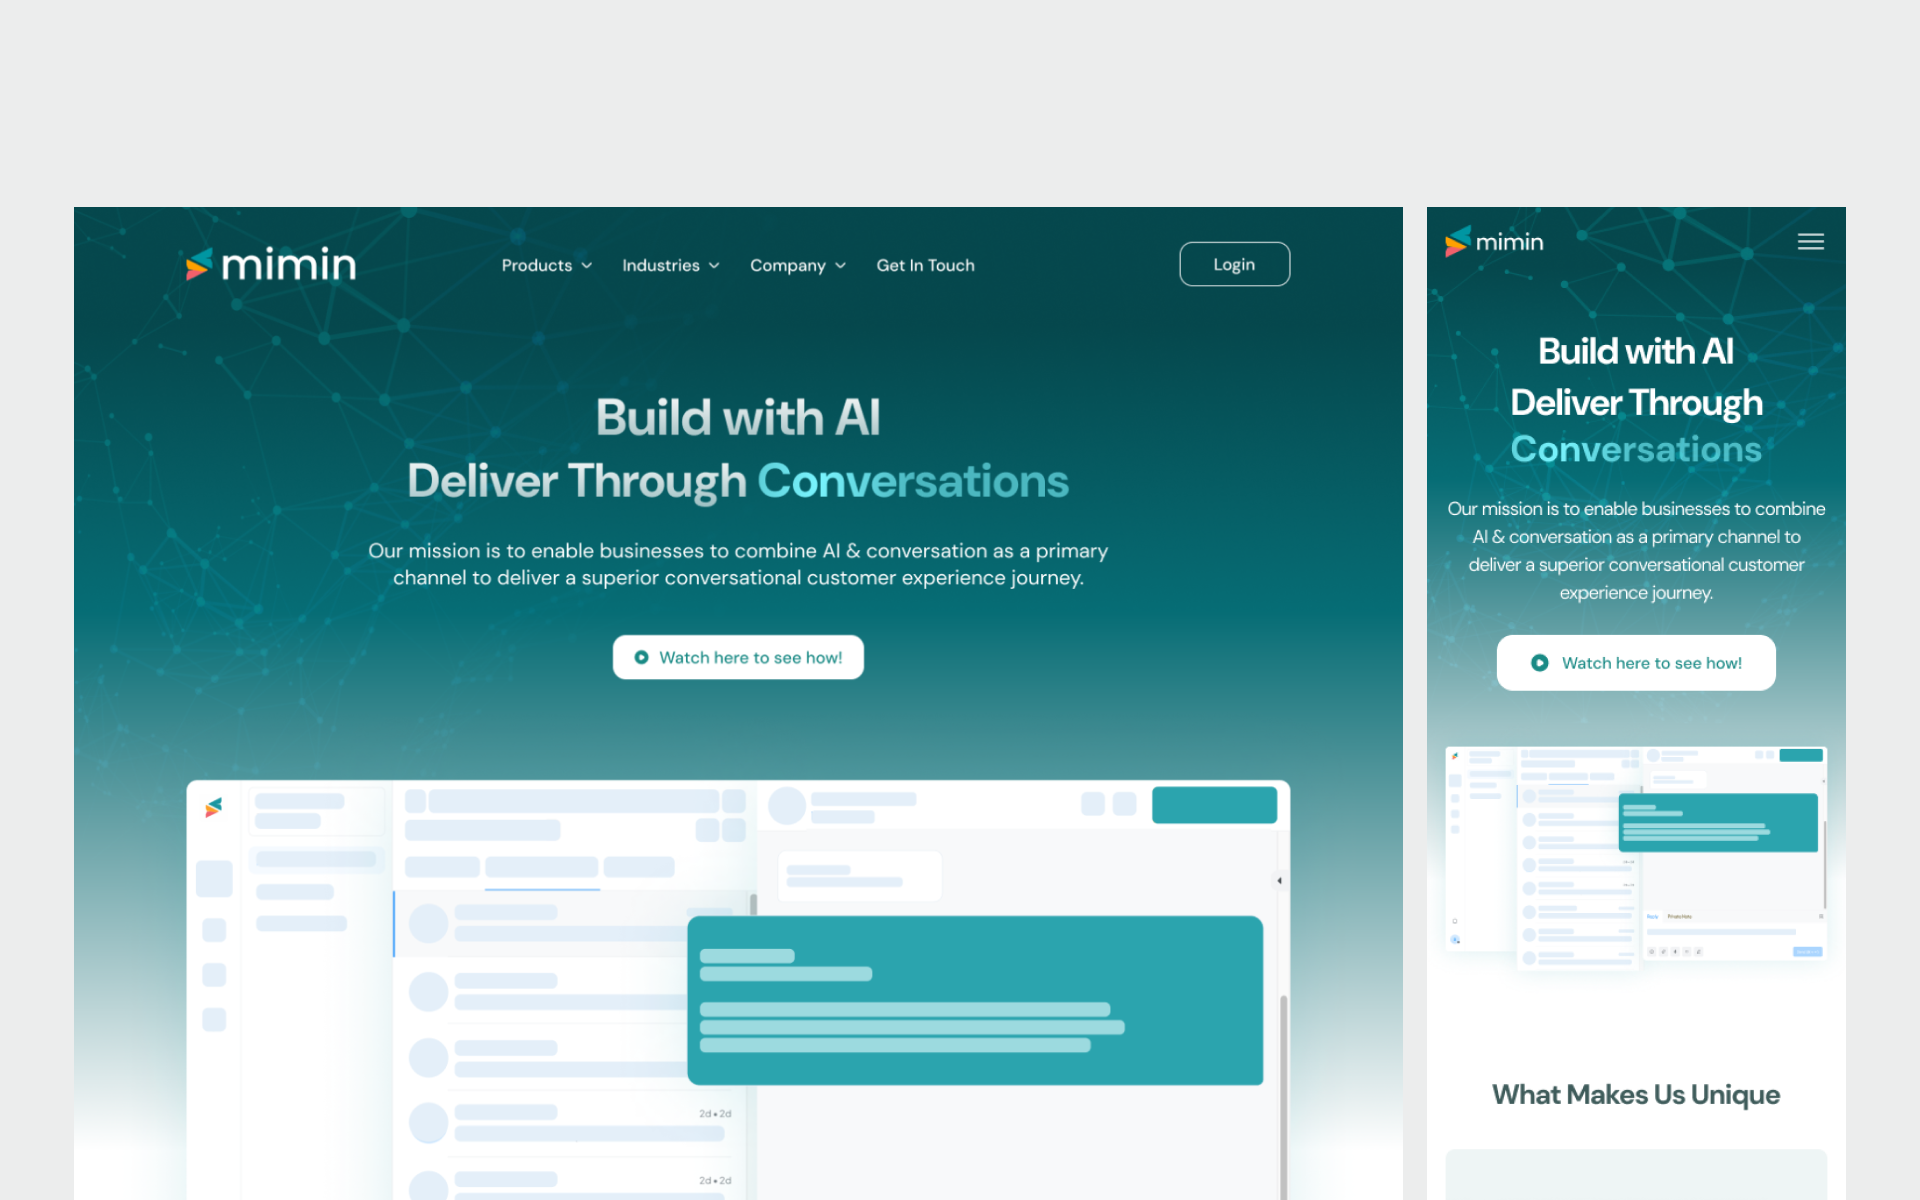 mimin
Products
Industries
Company
Get In Touch
Login
Build with AI
Deliver Through Conversations
Our mission is to enable businesses to combine AI & conversation as a primary
channel to deliver a superior conversational customer experience journey.
Watch here to see how!
2d • 2d
2d • 2d
mimin
Build with AI
Deliver Through
Conversations
Our mission is to enable businesses to combine
AI & conversation as a primary channel to
deliver a superior conversational customer
experience journey.
Watch here to see how!
Reply
Private Note
What Makes Us Unique